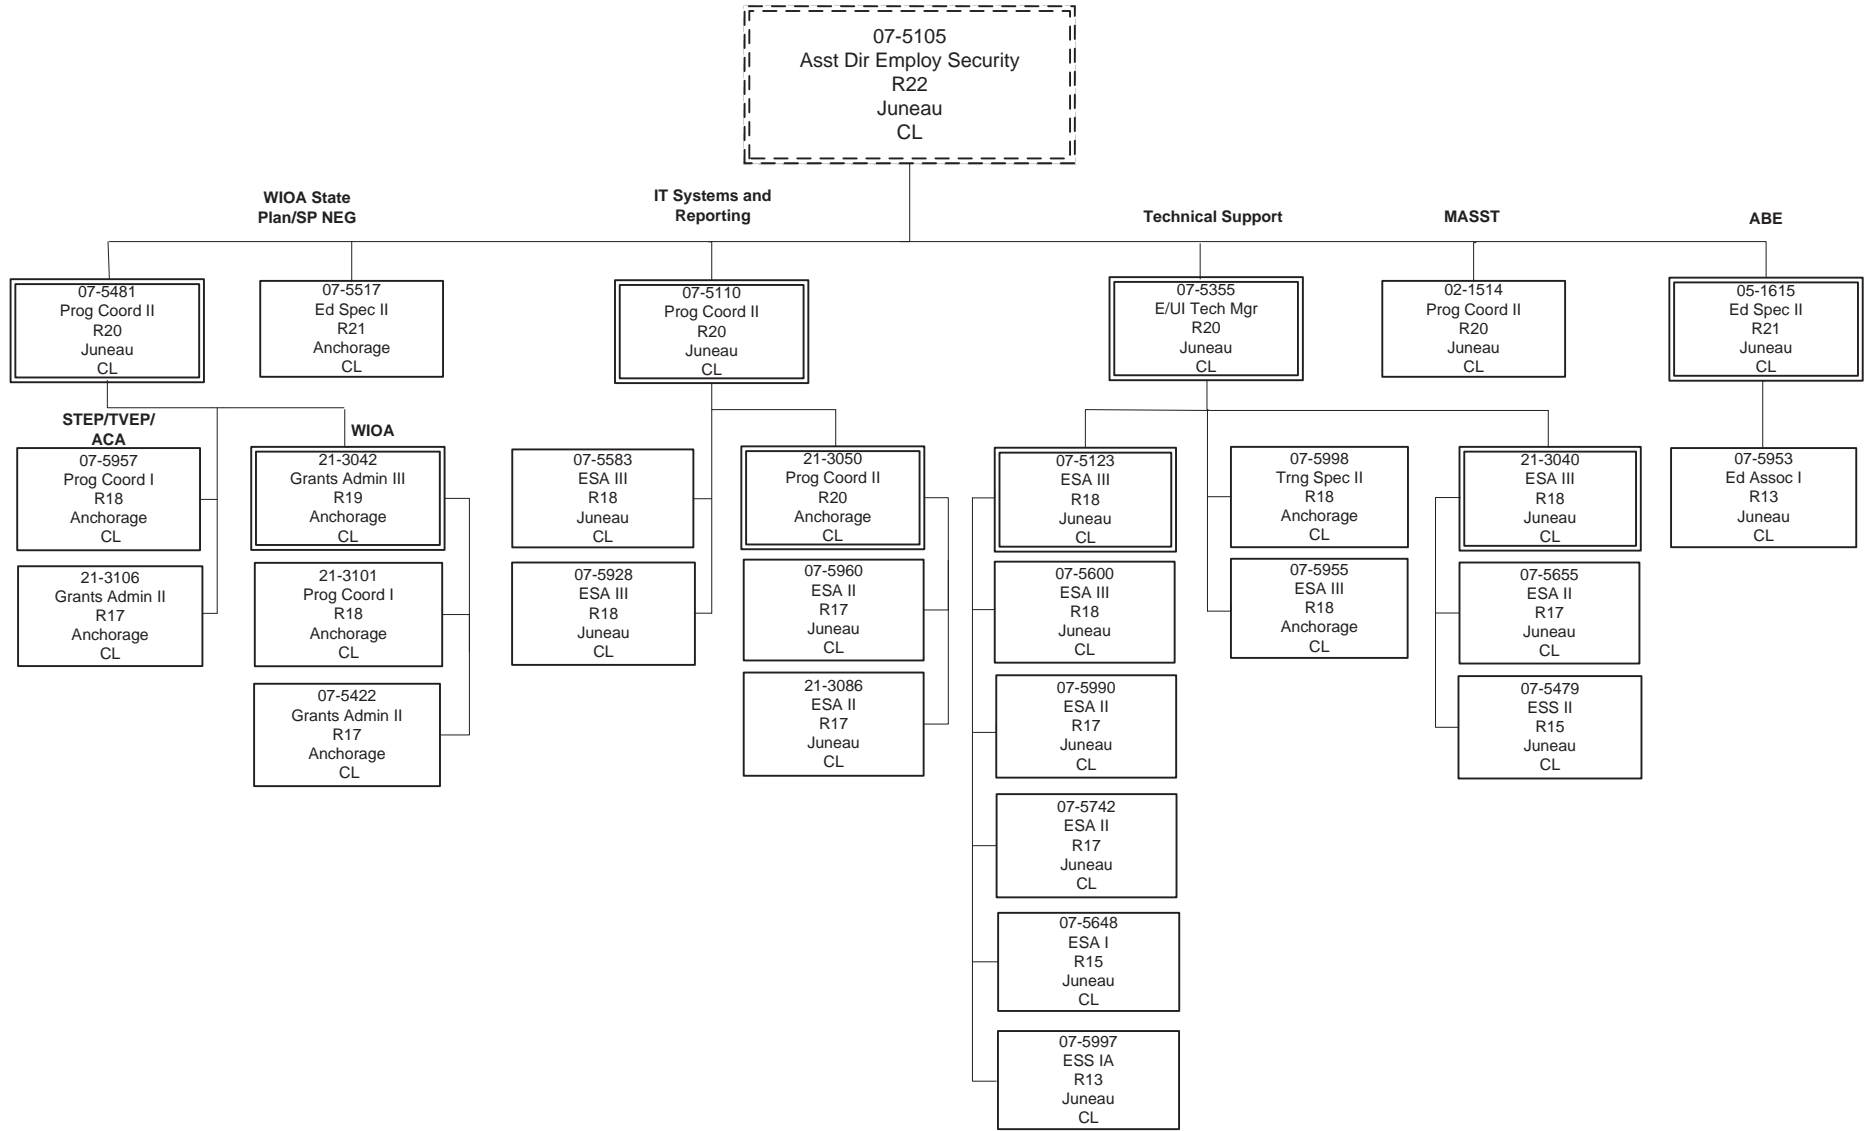 07-5105
Asst Dir Employ Security
R22
Juneau
CL
WIOA State
Plan/SP NEG
IT Systems and
Reporting
Technical Support
MASST
ABE
07-5481
Prog Coord II
R20
Juneau
CL
07-5517
Ed Spec II
R21
Anchorage
CL
07-5110
Prog Coord II
R20
Juneau
CL
07-5355
E/UI Tech Mgr
R20
Juneau
CL
02-1514
Prog Coord II
R20
Juneau
CL
05-1615
Ed Spec II
R21
Juneau
CL
STEP/TVEP/
ACA
07-5957
Prog Coord I
R18
Anchorage
CL
21-3106
Grants Admin II
R17
Anchorage
CL
WIOA
21-3042
Grants Admin III
R19
Anchorage
CL
21-3101
Prog Coord I
R18
Anchorage
CL
07-5422
Grants Admin II
R17
Anchorage
CL
07-5583
ESA III
R18
Juneau
CL
07-5928
ESA III
R18
Juneau
CL
21-3050
Prog Coord II
R20
Anchorage
CL
07-5960
ESA II
R17
Juneau
CL
21-3086
ESA II
R17
Juneau
CL
07-5123
ESA III
R18
Juneau
CL
07-5600
ESA III
R18
Juneau
CL
07-5990
ESA II
R17
Juneau
CL
07-5742
ESA II
R17
Juneau
CL
07-5648
ESA I
R15
Juneau
CL
07-5997
ESS IA
R13
Juneau
CL
07-5998
Trng Spec II
R18
Anchorage
CL
07-5955
ESA III
R18
Anchorage
CL
21-3040
ESA III
R18
Juneau
CL
07-5655
ESA II
R17
Juneau
CL
07-5479
ESS II
R15
Juneau
CL
07-5953
Ed Assoc I
R13
Juneau
CL